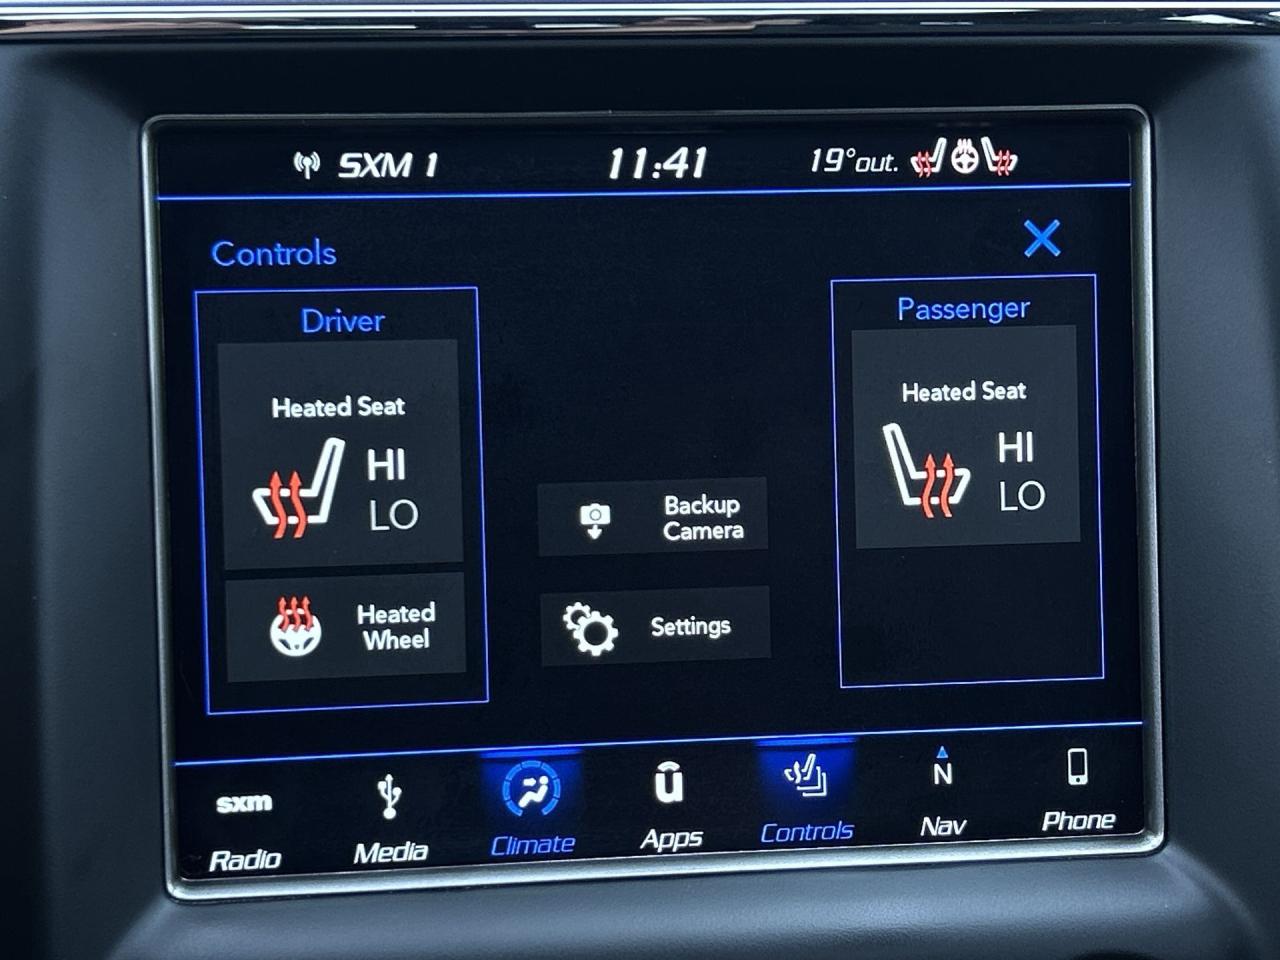 SXM 1 11:41 19°out.
Controls
Driver
Heated Seat
HI
LO
Heated
Wheel
Backup
Camera
Settings
Passenger
Heated Seat
HI
LO
sxm
Radio
Media
Climate
u
Apps
Controls
N
Nav
Phone